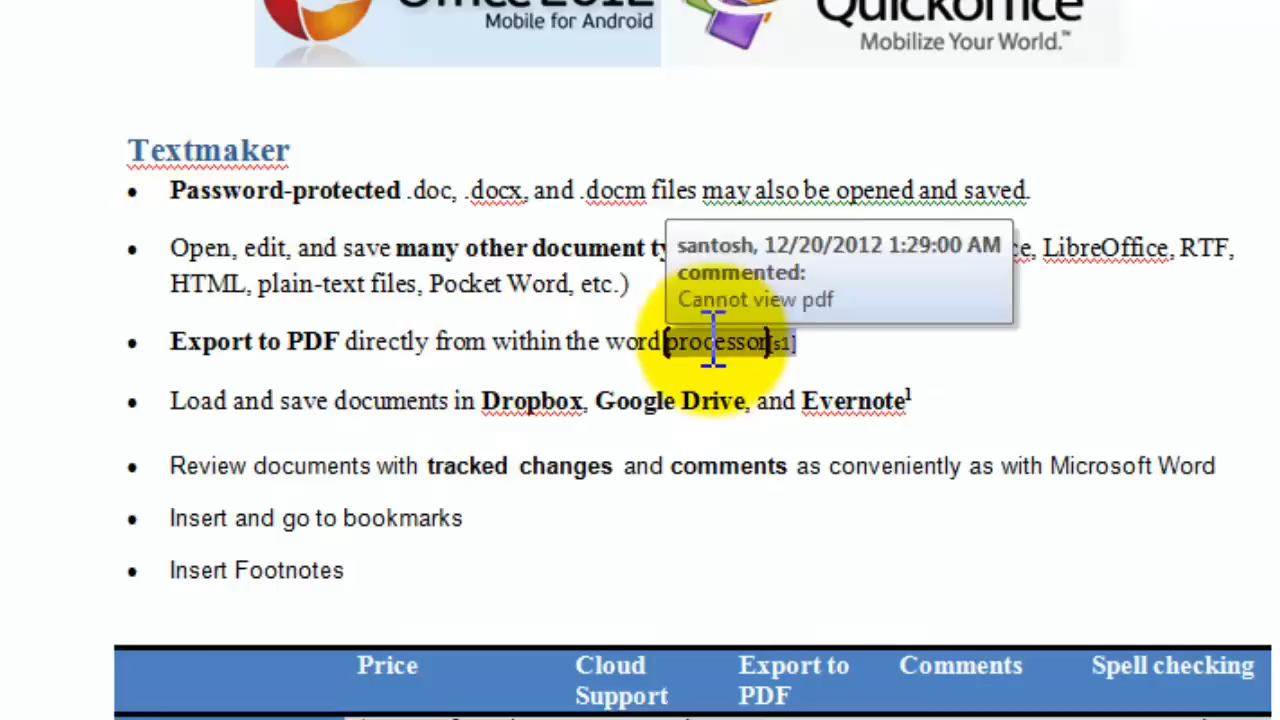 Office 2012
Mobile for Android
Quickoffice
Mobilize Your World.™
Textmaker
• Password-protected .doc, .docx, and .docm files may also be opened and saved.
santosh, 12/20/2012 1:29:00 AM
commented:
Cannot view pdf
• Open, edit, and save many other document ty
LibreOffice, RTF,
HTML, plain-text files, Pocket Word, etc.)
• Export to PDF directly from within the word processor[s1]
• Load and save documents in Dropbox, Google Drive, and Evernote1
• Review documents with tracked changes and comments as conveniently as with Microsoft Word
• Insert and go to bookmarks
• Insert Footnotes
Price Cloud Support Export to PDF Comments Spell checking